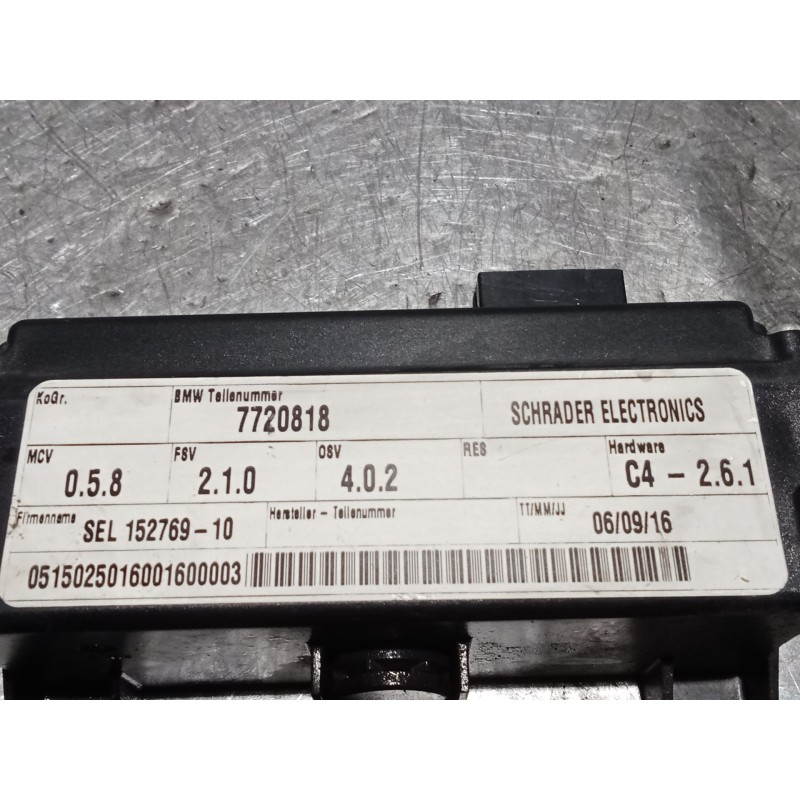 KoGr.
BMW Teilenummer
7720818
SCHRADER ELECTRONICS
MCV
0.5.8
FSV
2.1.0
OSV
4.0.2
RES
Hardware
C4 - 2.6.1
Firmenname
SEL 152769-10
Hersteller - Teilenummer
TT/MM/JJ
06/09/16
0515025016001600003